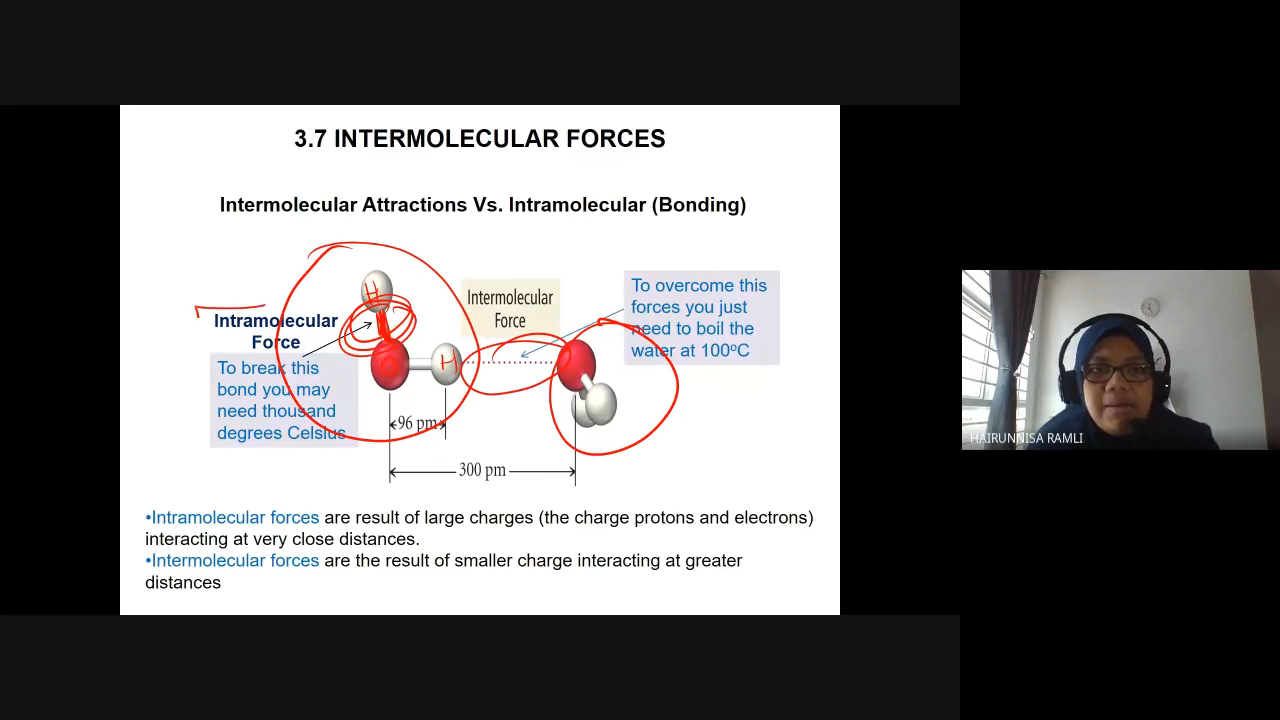 3.7 INTERMOLECULAR FORCES
Intermolecular Attractions Vs. Intramolecular (Bonding)
H
Intramolecular
Force
To break this
bond you may
need thousand
degrees Celsius
H
Intermolecular
Force
To overcome this
forces you just
need to boil the
water at 100ºC
96 pm
300 pm
•Intramolecular forces are result of large charges (the charge protons and electrons)
interacting at very close distances.
•Intermolecular forces are the result of smaller charge interacting at greater
distances
HAIRUNNISA RAMLI